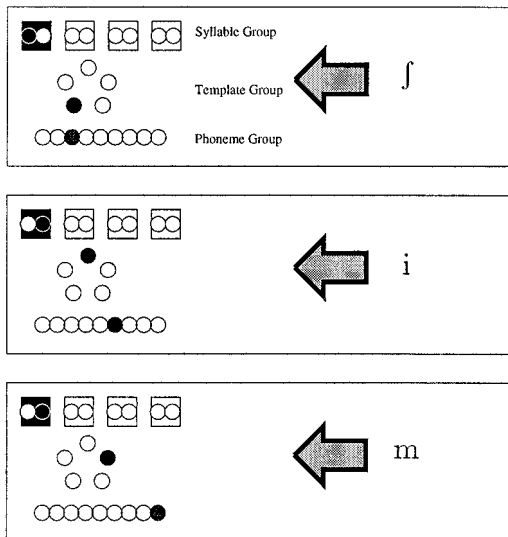 Syllable Group
Template Group
ʃ
Phoneme Group
i
m